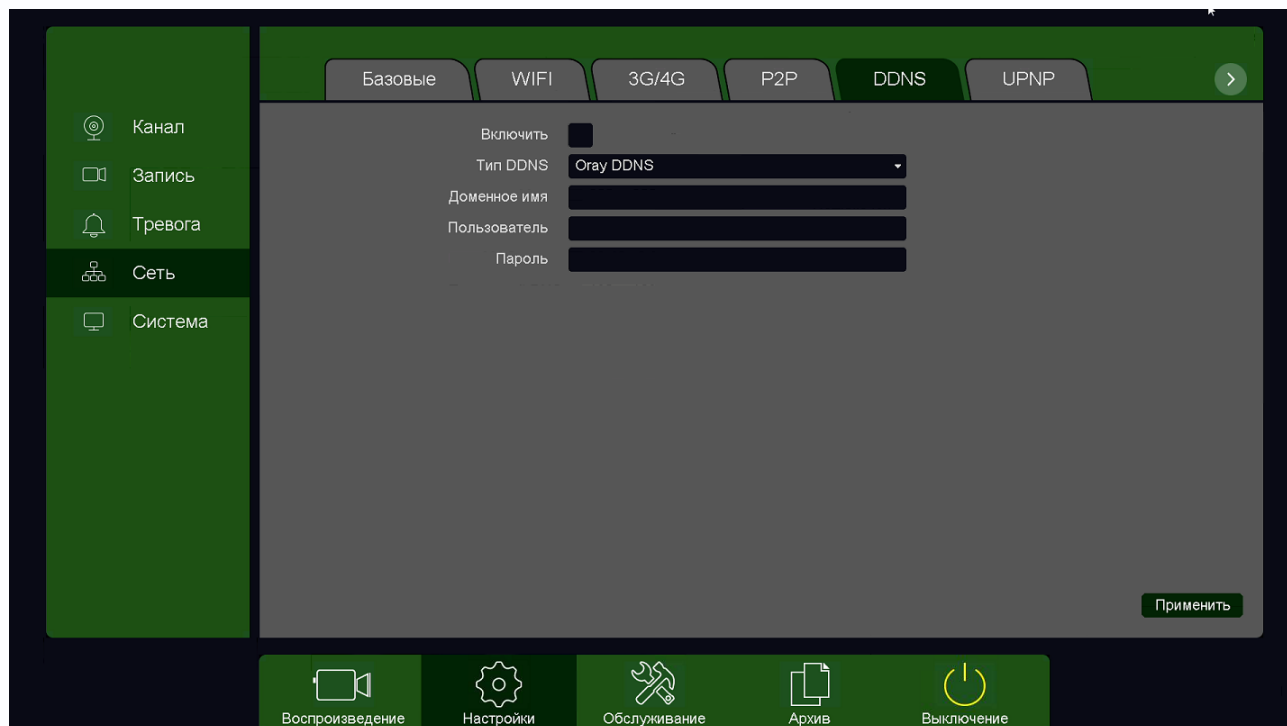 Базовые WIFI 3G/4G P2P DDNS UPNP
Канал
Запись
Тревога
Сеть
Система
Включить
Тип DDNS Oray DDNS
Доменное имя
Пользователь
Пароль
Применить
Воспроизведение Настройки Обслуживание Архив Выключение